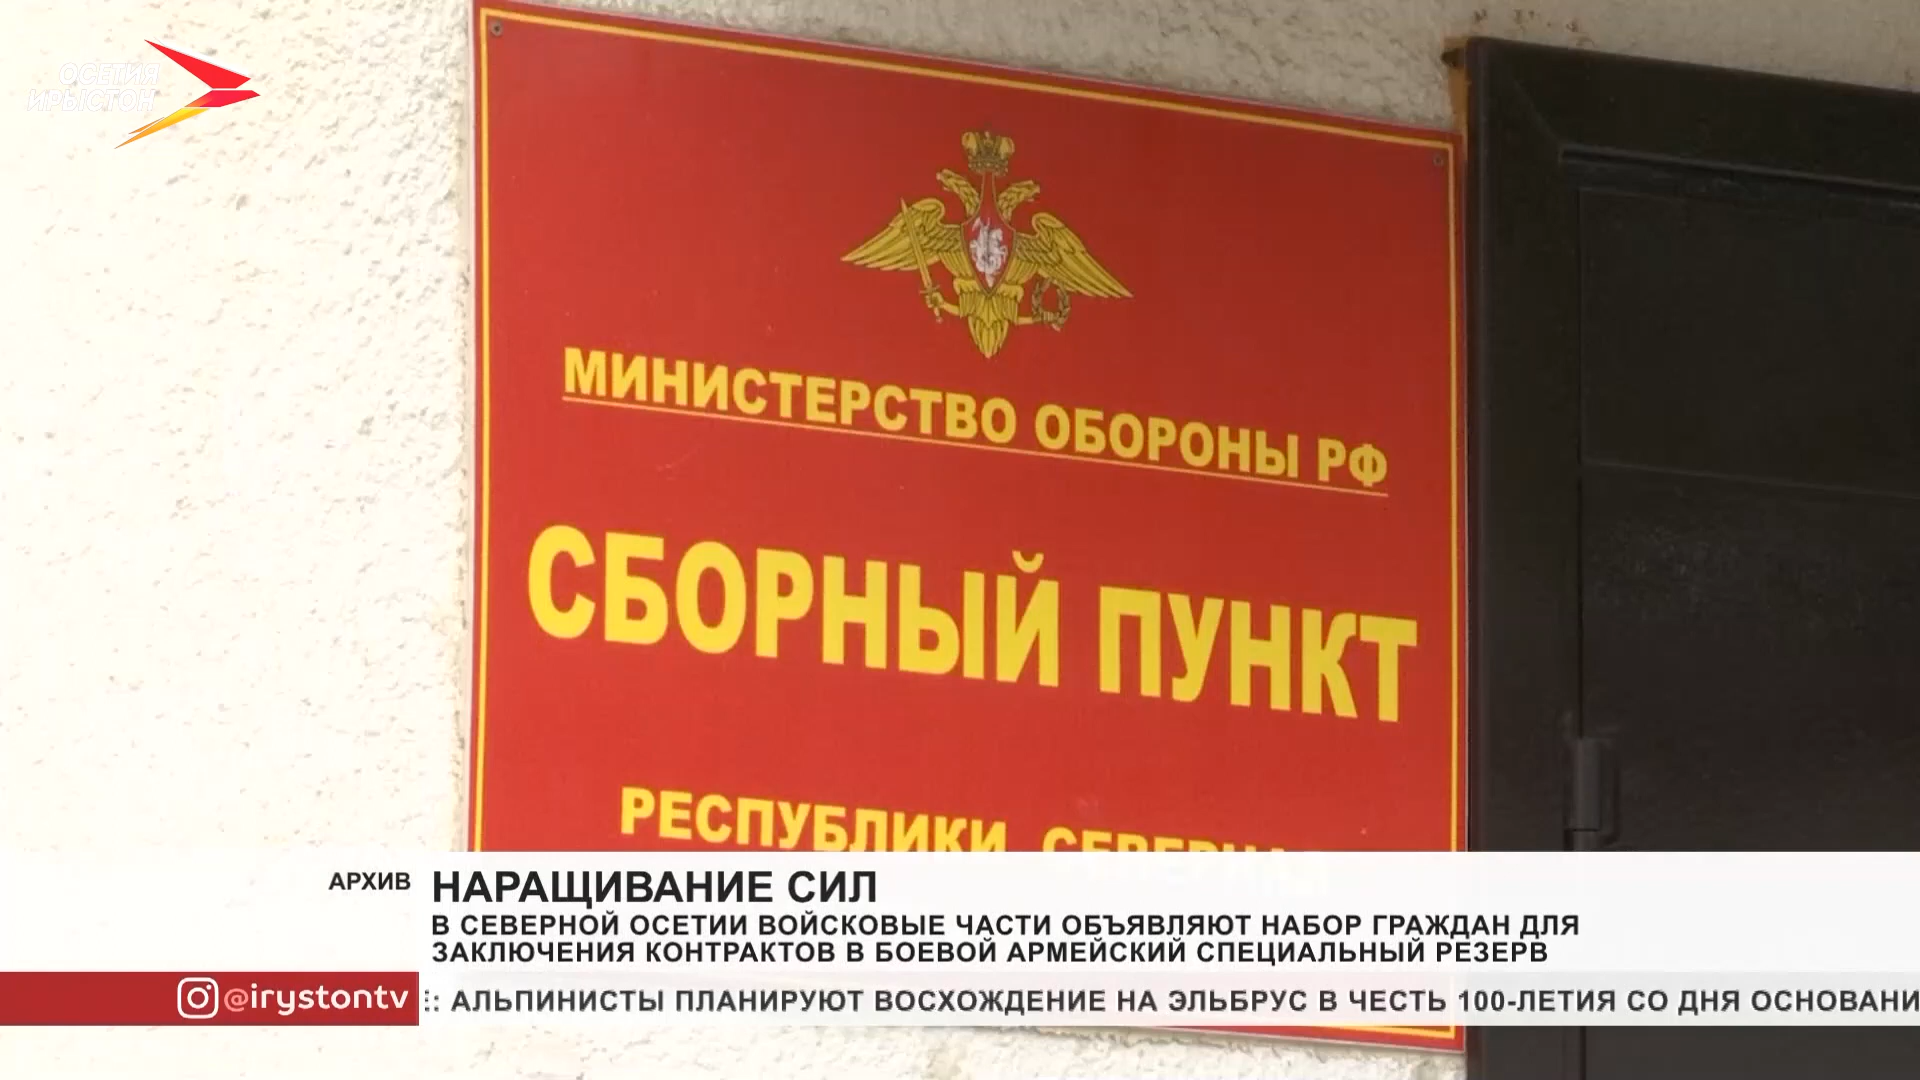 ОСЕТИЯ
ИРЫСТОН
МИНИСТЕРСТВО ОБОРОНЫ РФ
СБОРНЫЙ ПУНКТ
РЕСПУБЛИКИ
АРХИВ
НАРАЩИВАНИЕ СИЛ
В СЕВЕРНОЙ ОСЕТИИ ВОЙСКОВЫЕ ЧАСТИ ОБЪЯВЛЯЮТ НАБОР ГРАЖДАН ДЛЯ
ЗАКЛЮЧЕНИЯ КОНТРАКТОВ В БОЕВОЙ АРМЕЙСКИЙ СПЕЦИАЛЬНЫЙ РЕЗЕРВ
@irystontv
: АЛЬПИНИСТЫ ПЛАНИРУЮТ ВОСХОЖДЕНИЕ НА ЭЛЬБРУС В ЧЕСТЬ 100-ЛЕТИЯ СО ДНЯ ОСНОВАНИ